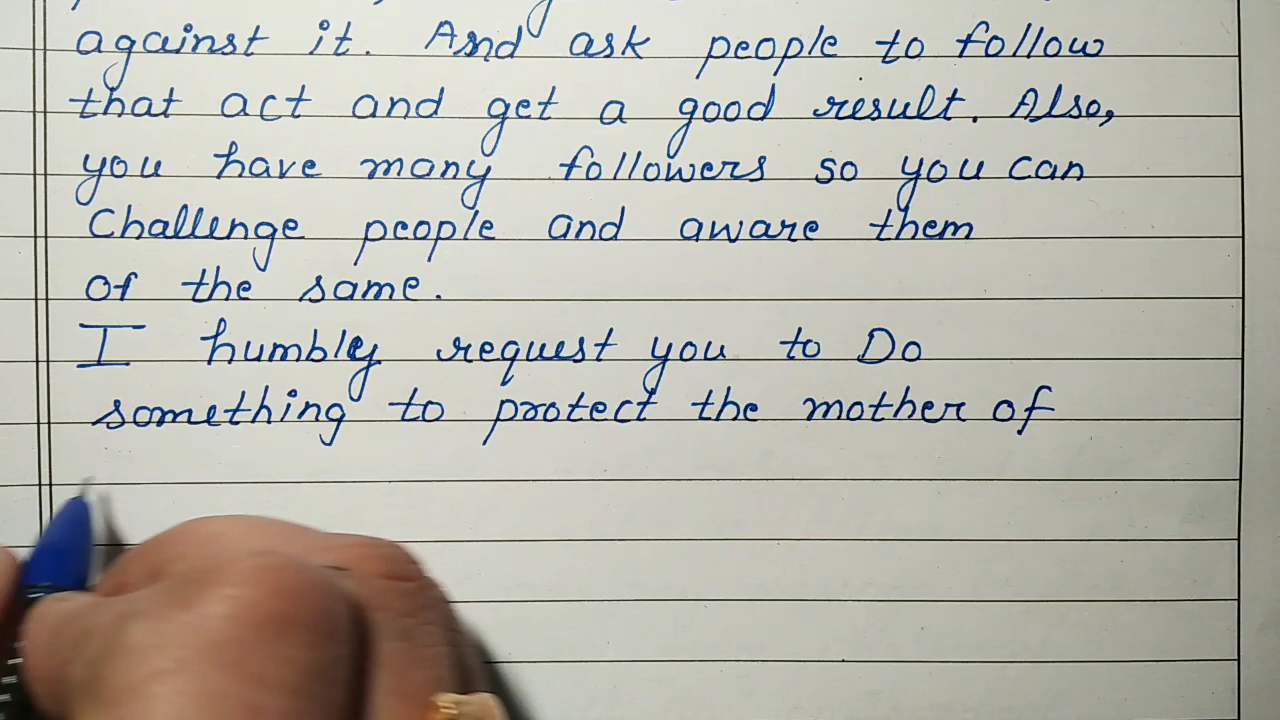 against it. And ask people to follow
that act and get a good result. Also,
you have many followers so you can
Challenge people and aware them
of the same.
I humbly request you to Do
something to protect the mother of